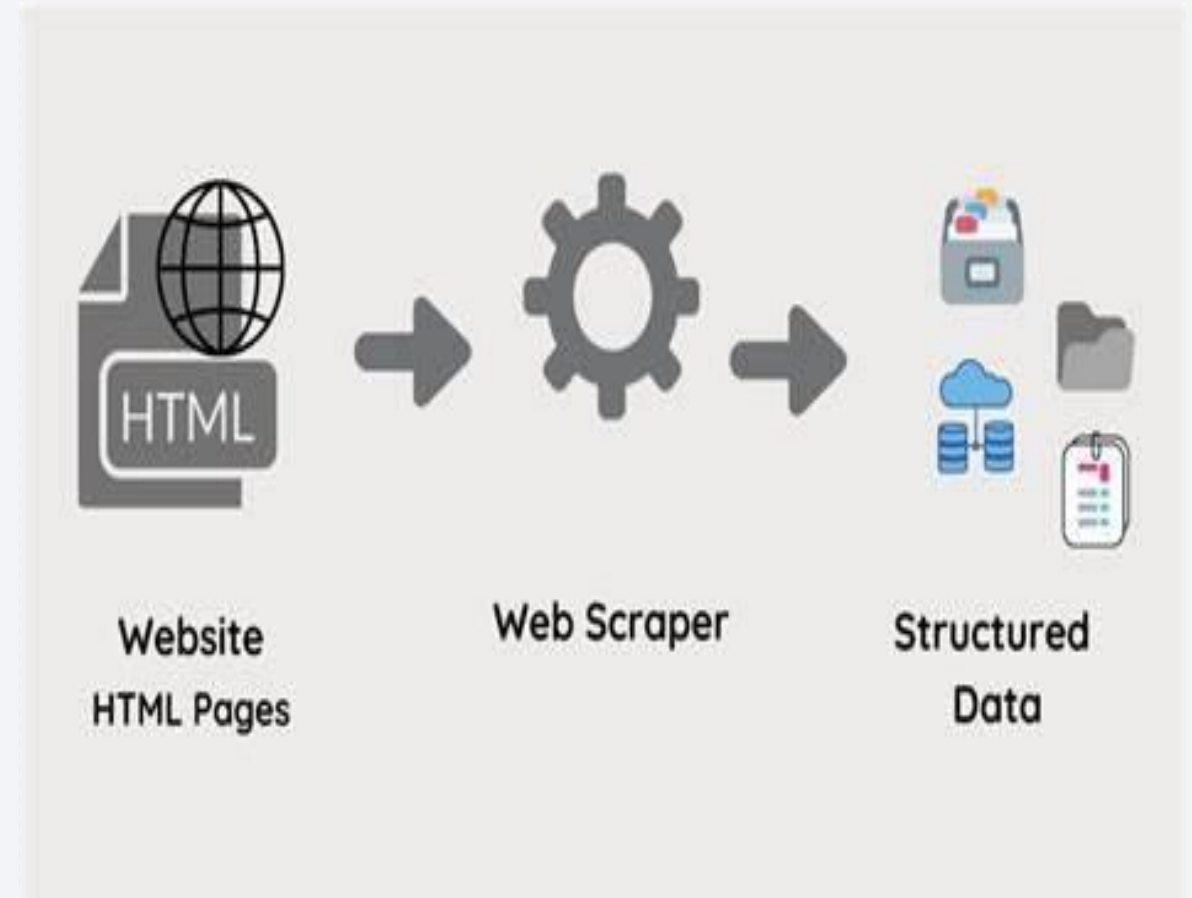 HTML
Website
HTML Pages
Web Scraper
Structured
Data